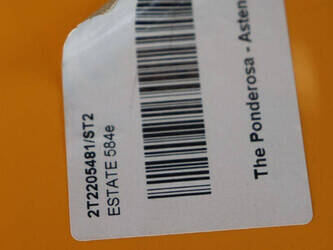 2T2205481/ST2
ESTATE 584e
The Ponderosa - Asten